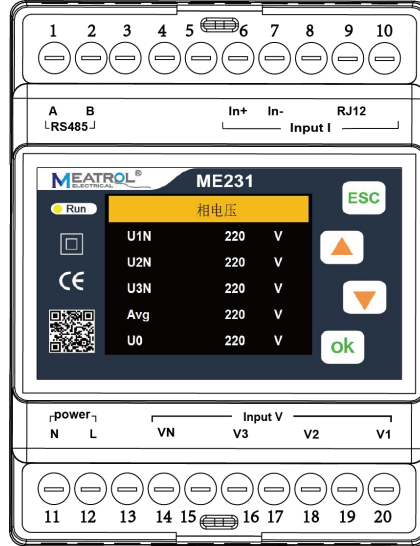 1 2 3 4 5 6 7 8 9 10
A B In+ In- RJ12
RS485 Input I
MEATROL®
ELECTRICAL
ME231
Run
ESC
相电压
U1N 220 V
U2N 220 V
U3N 220 V
CE
Avg 220 V
U0 220 V
ok
power Input V
N L VN V3 V2 V1
11 12 13 14 15 16 17 18 19 20